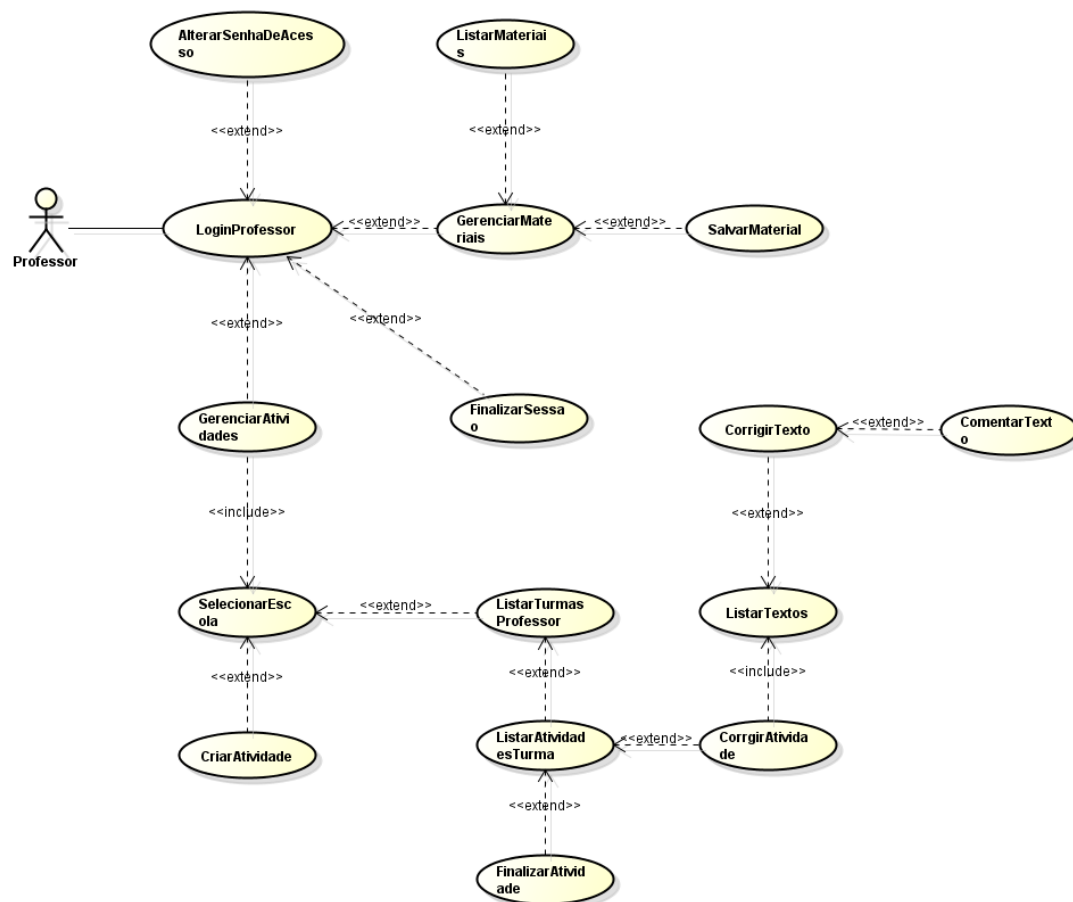 AlterarSenhaDeAces
so
ListarMateriai
s
<<extend>>
<<extend>>
Professor
LoginProfessor
<<extend>>
GerenciarMate
riais
<<extend>>
SalvarMaterial
<<extend>>
<<extend>>
GerenciarAtivi
dades
FinalizarSessa
o
CorrigirTexto
<<extend>>
ComentarText
o
<<include>>
<<extend>>
SelecionarEsc
ola
<<extend>>
ListarTurmas
Professor
ListarTextos
<<extend>>
<<extend>>
<<include>>
CriarAtividade
ListarAtividad
esTurma
<<extend>>
CorrgirAtivida
de
<<extend>>
FinalizarAtivid
ade